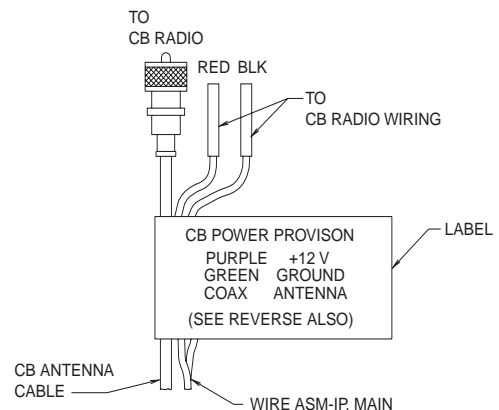 TO
CB RADIO
RED BLK
TO
CB RADIO WIRING
CB POWER PROVISON
PURPLE +12 V
GREEN GROUND
COAX ANTENNA
(SEE REVERSE ALSO)
LABEL
CB ANTENNA
CABLE
WIRE ASM-IP. MAIN